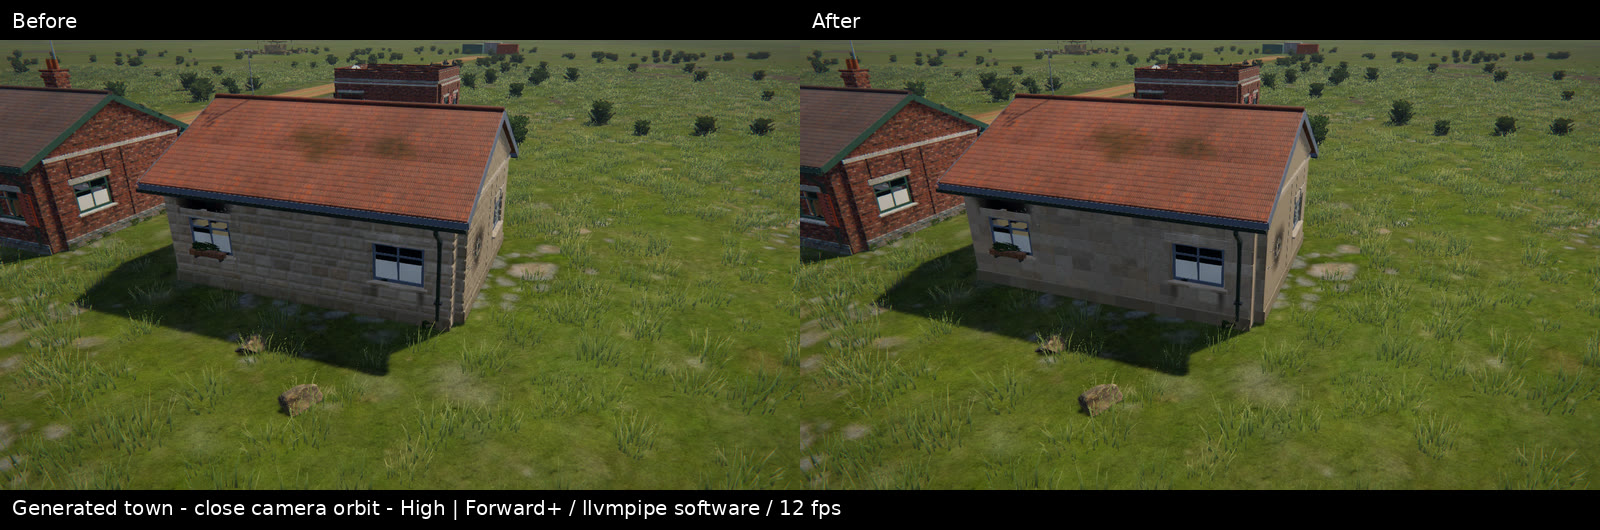 Before
After
Generated town - close camera orbit - High | Forward+ / llvmpipe software / 12 fps